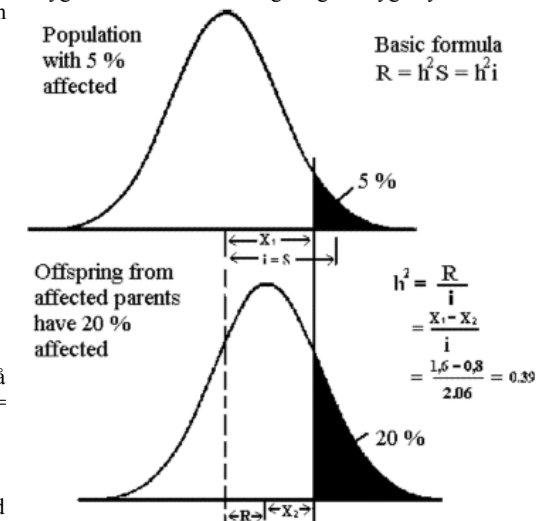 Population
with 5 %
affected
Basic formula
R = h²S = h²i
5 %
X₁
i = S
Offspring from
affected parents
have 20 %
affected
h² = R
i
= X₁ - X₂
i
= 1,6 - 0,8
2.06
= 0.39
20 %
R
X₂